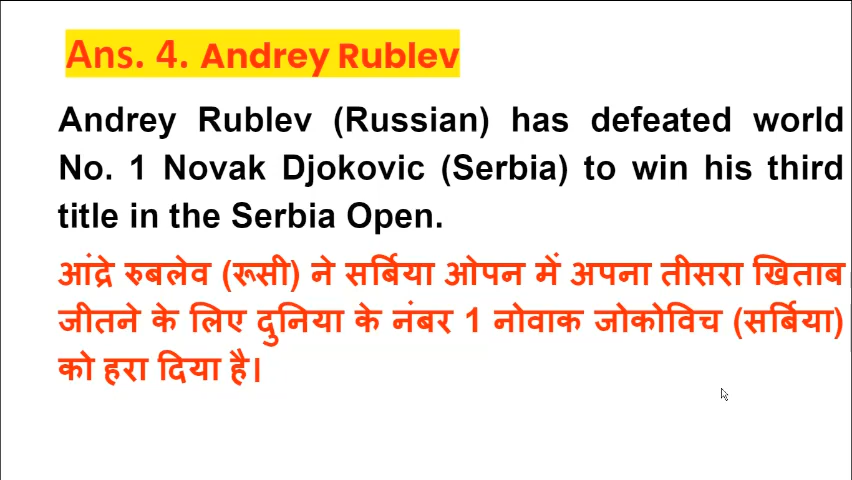 Ans. 4. Andrey Rublev
Andrey Rublev (Russian) has defeated world
No. 1 Novak Djokovic (Serbia) to win his third
title in the Serbia Open.
आंद्रे रुबलेव (रूसी) ने सर्बिया ओपन में अपना तीसरा खिताब
जीतने के लिए दुनिया के नंबर 1 नोवाक जोकोविच (सर्बिया)
को हरा दिया है।